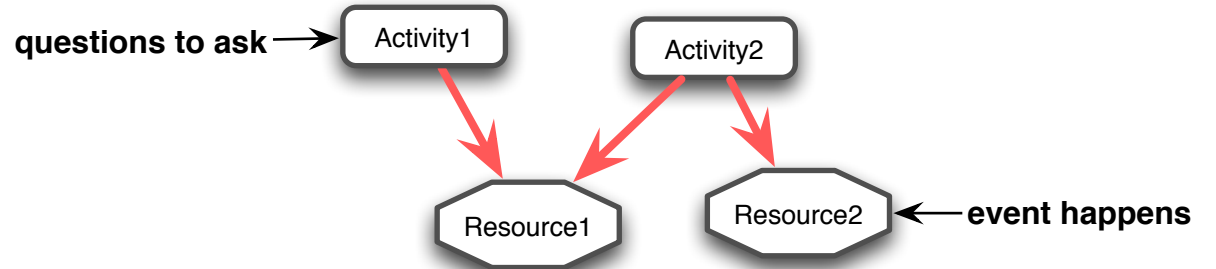 questions to ask
Activity1
Activity2
Resource1
Resource2
event happens